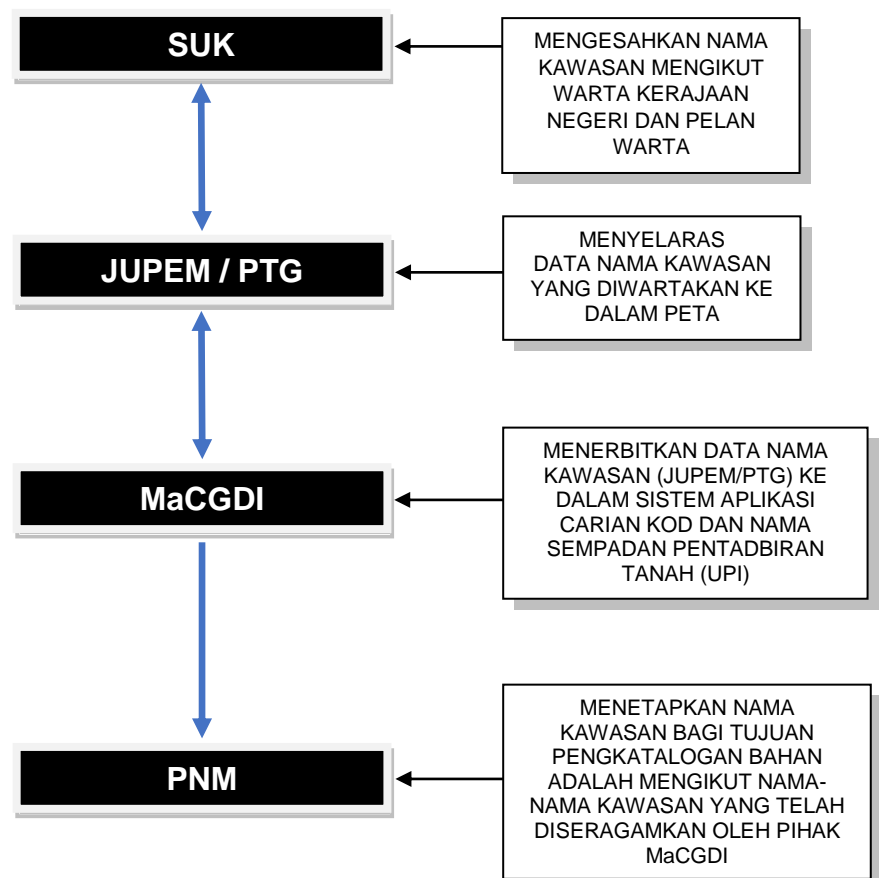 SUK
MENGESAHKAN NAMA
KAWASAN MENGIKUT
WARTA KERAJAAN
NEGERI DAN PELAN
WARTA
JUPEM / PTG
MENYELARAS
DATA NAMA KAWASAN
YANG DIWARTAKAN KE
DALAM PETA
MaCGDI
MENERBITKAN DATA NAMA
KAWASAN (JUPEM/PTG) KE
DALAM SISTEM APLIKASI
CARIAN KOD DAN NAMA
SEMPADAN PENTADBIRAN
TANAH (UPI)
PNM
MENETAPKAN NAMA
KAWASAN BAGI TUJUAN
PENGKATALOGAN BAHAN
ADALAH MENGIKUT NAMA-
NAMA KAWASAN YANG TELAH
DISERAGAMKAN OLEH PIHAK
MaCGDI